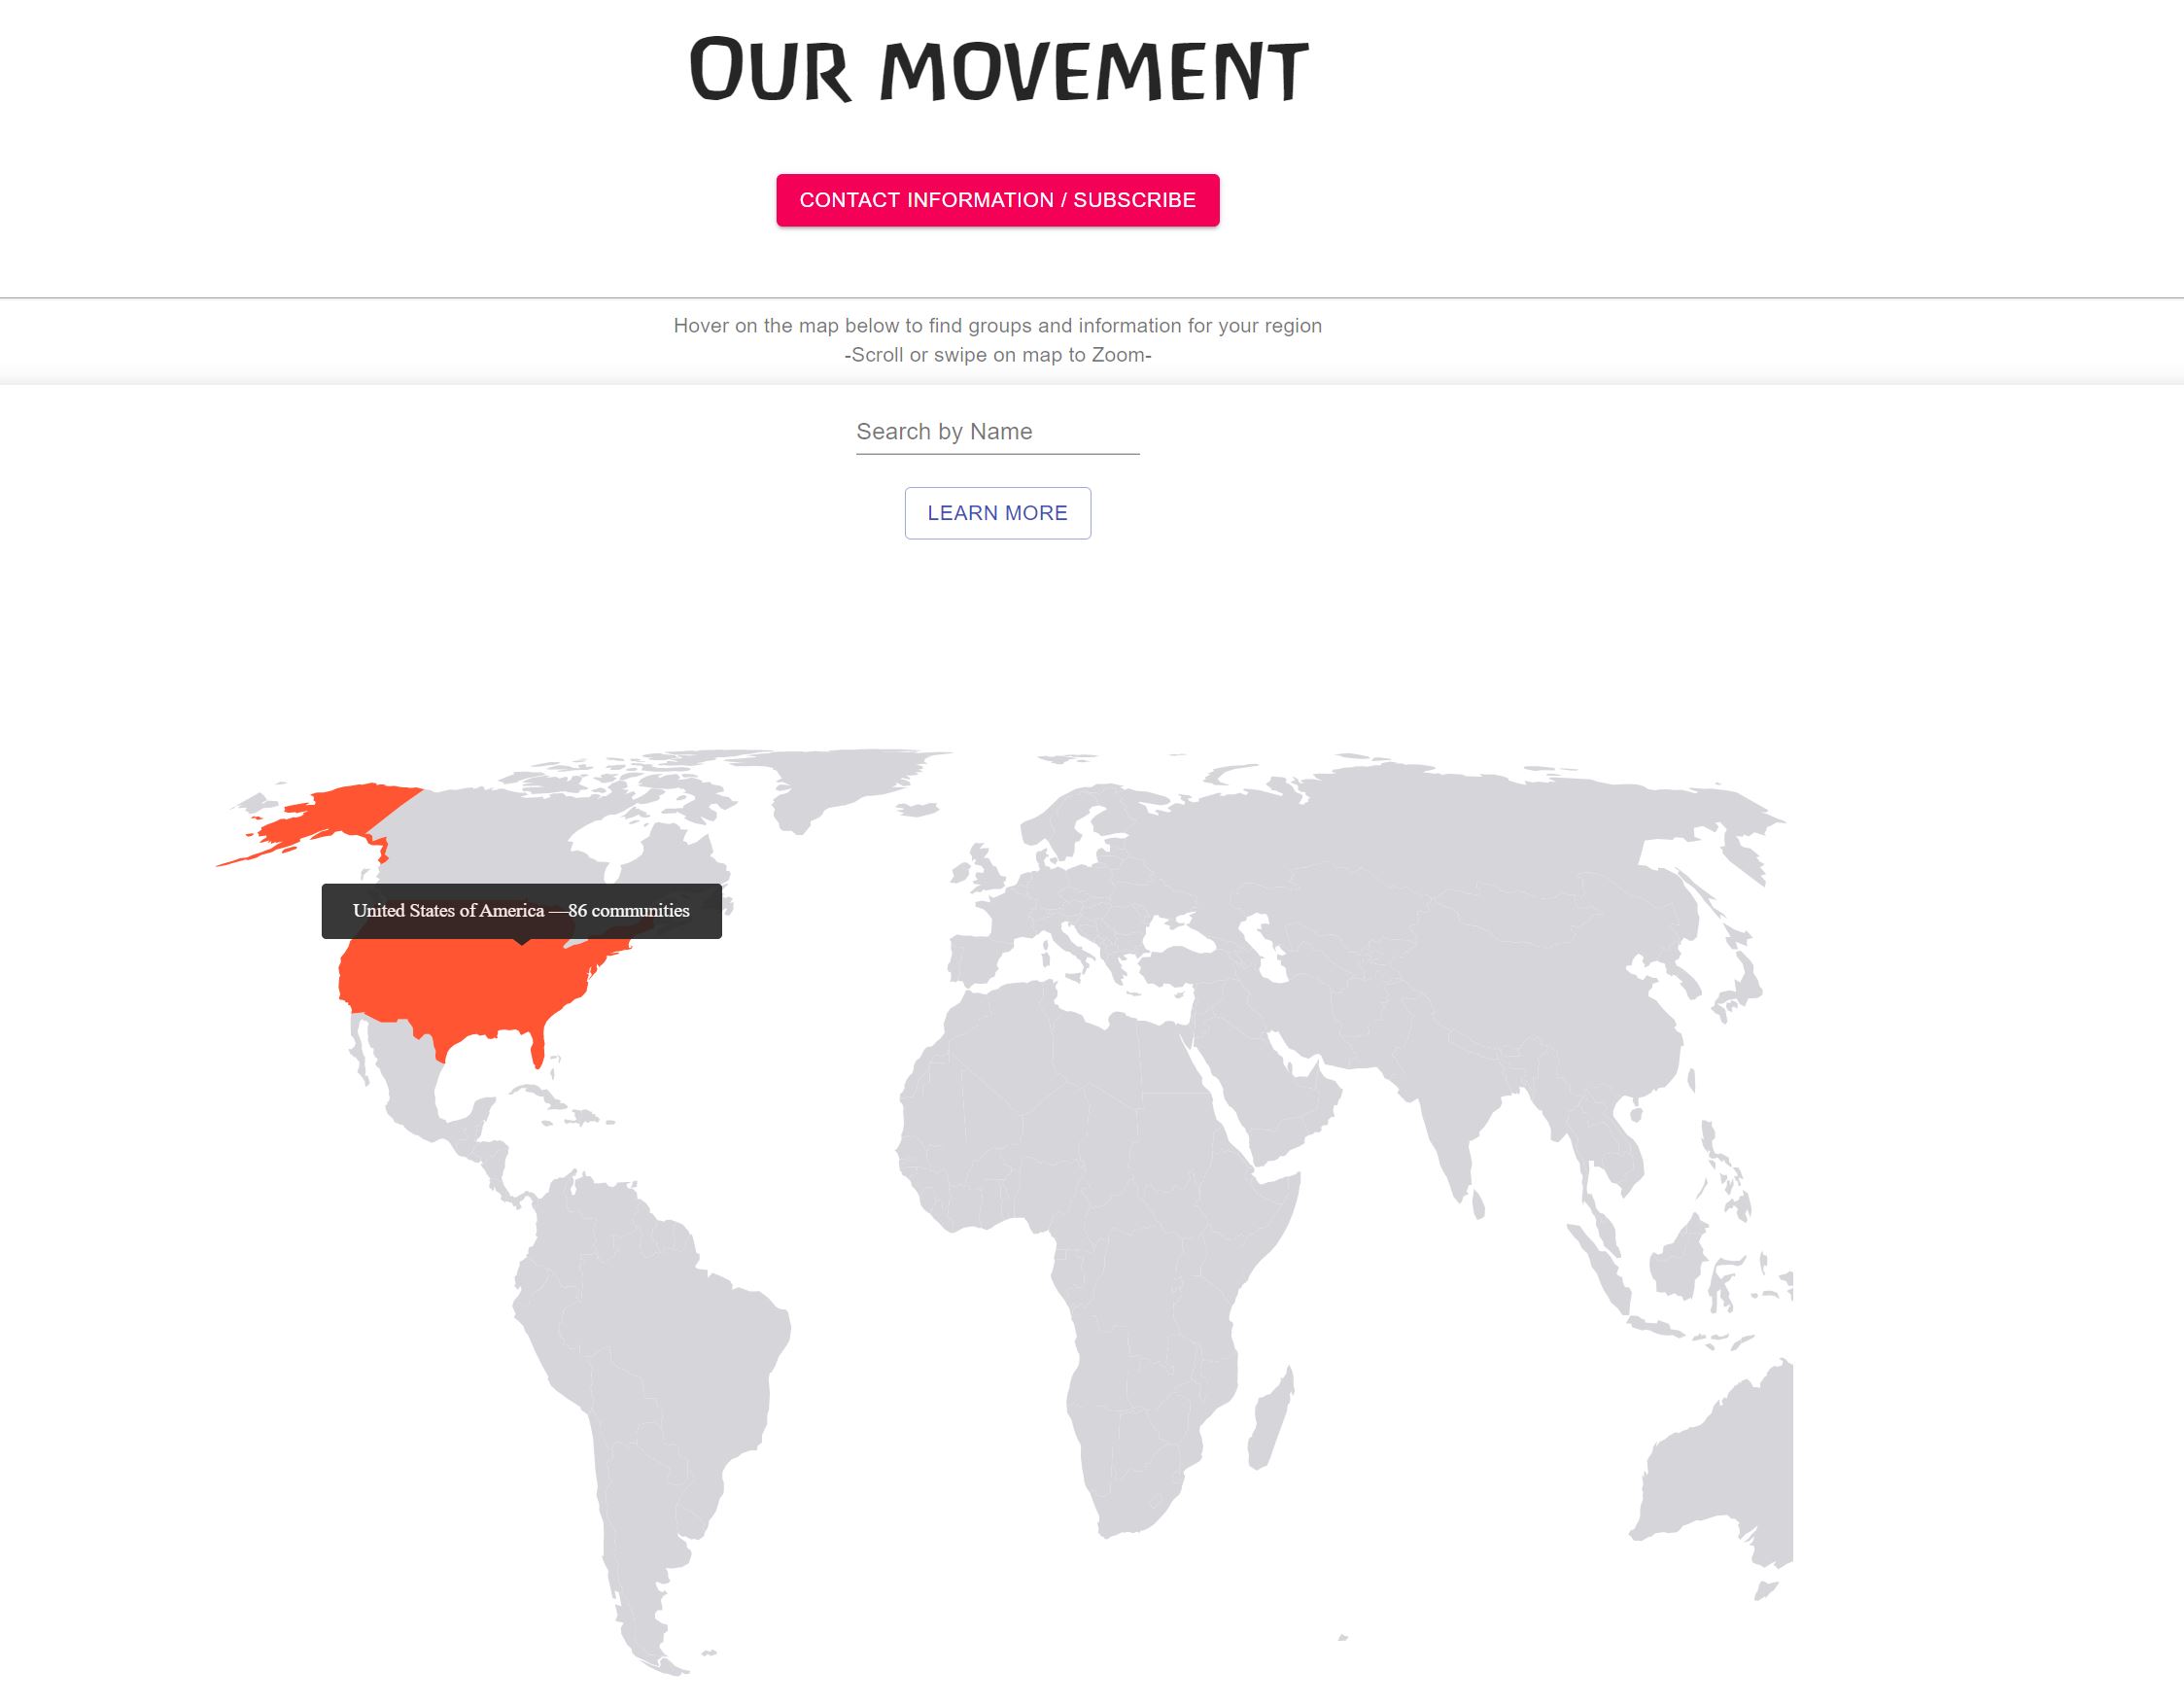 OUR MOVEMENT
CONTACT INFORMATION / SUBSCRIBE
Hover on the map below to find groups and information for your region
-Scroll or swipe on map to Zoom-
Search by Name
LEARN MORE
United States of America —86 communities